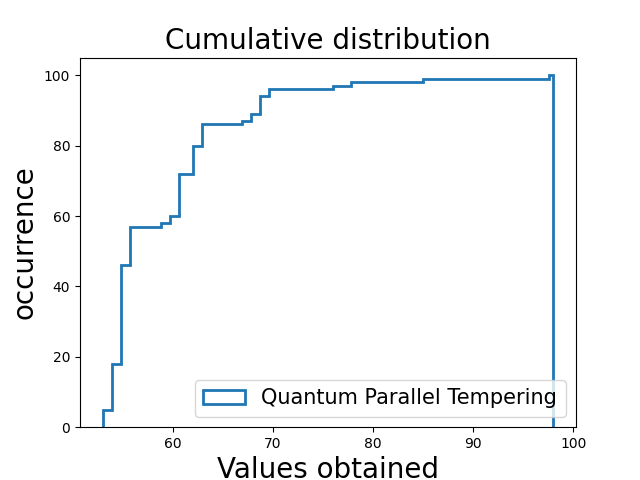 Cumulative distribution
occurrence
100
80
60
40
20
0
Quantum Parallel Tempering
60 70 80 90 100
Values obtained